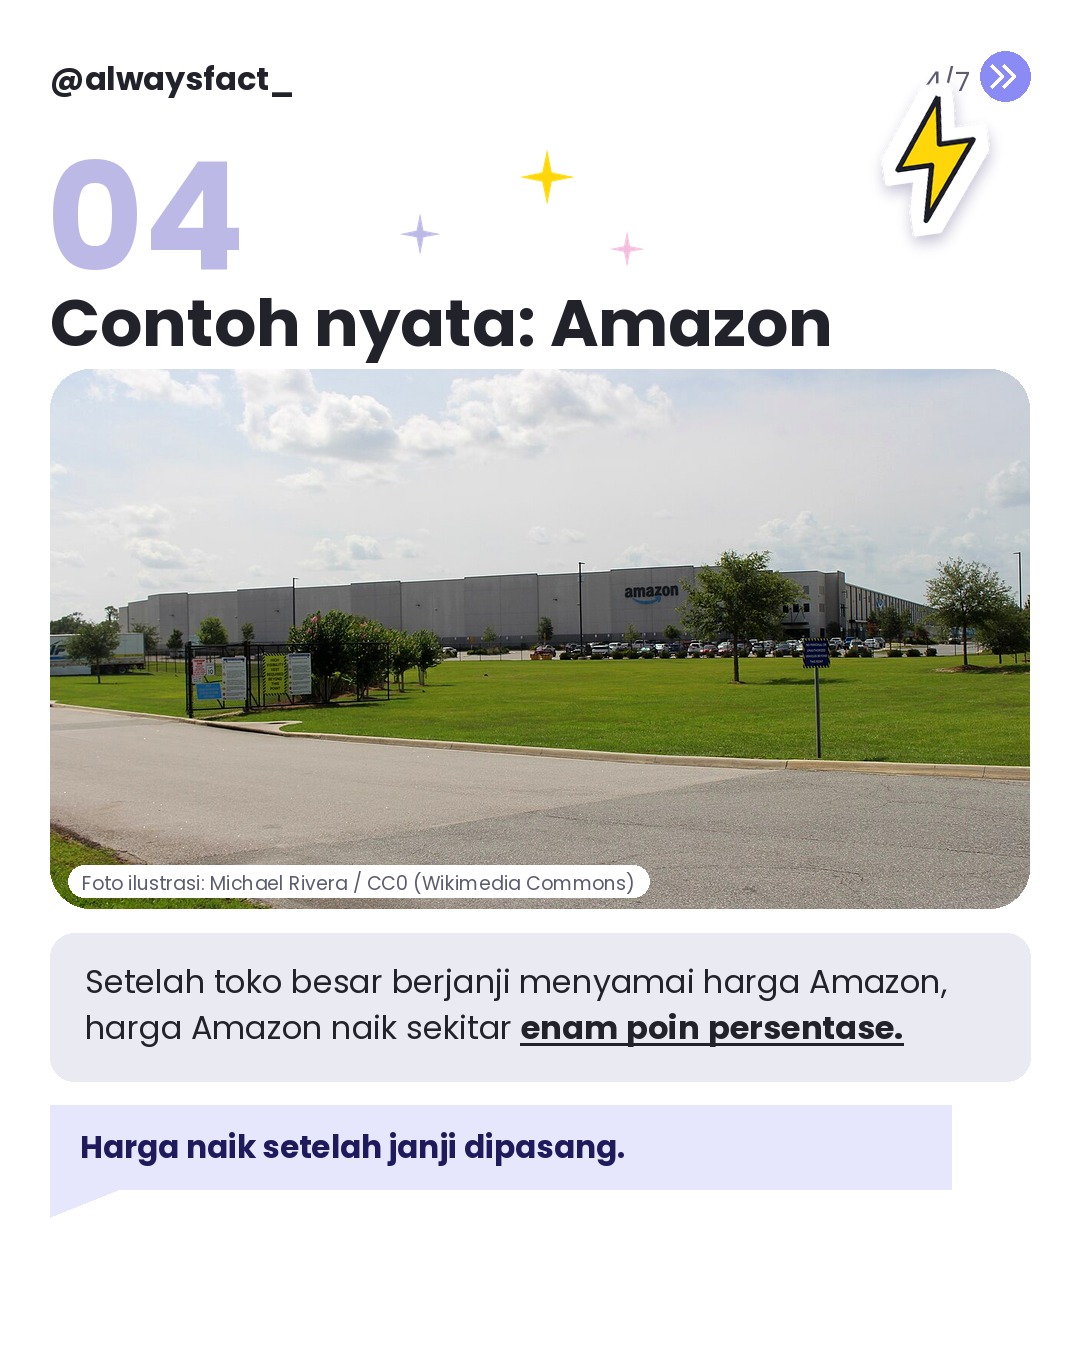 @alwaysfact_
4/7
04
Contoh nyata: Amazon
amazon
Foto ilustrasi: Michael Rivera / CC0 (Wikimedia Commons)
Setelah toko besar berjanji menyamai harga Amazon,
harga Amazon naik sekitar enam poin persentase.
Harga naik setelah janji dipasang.